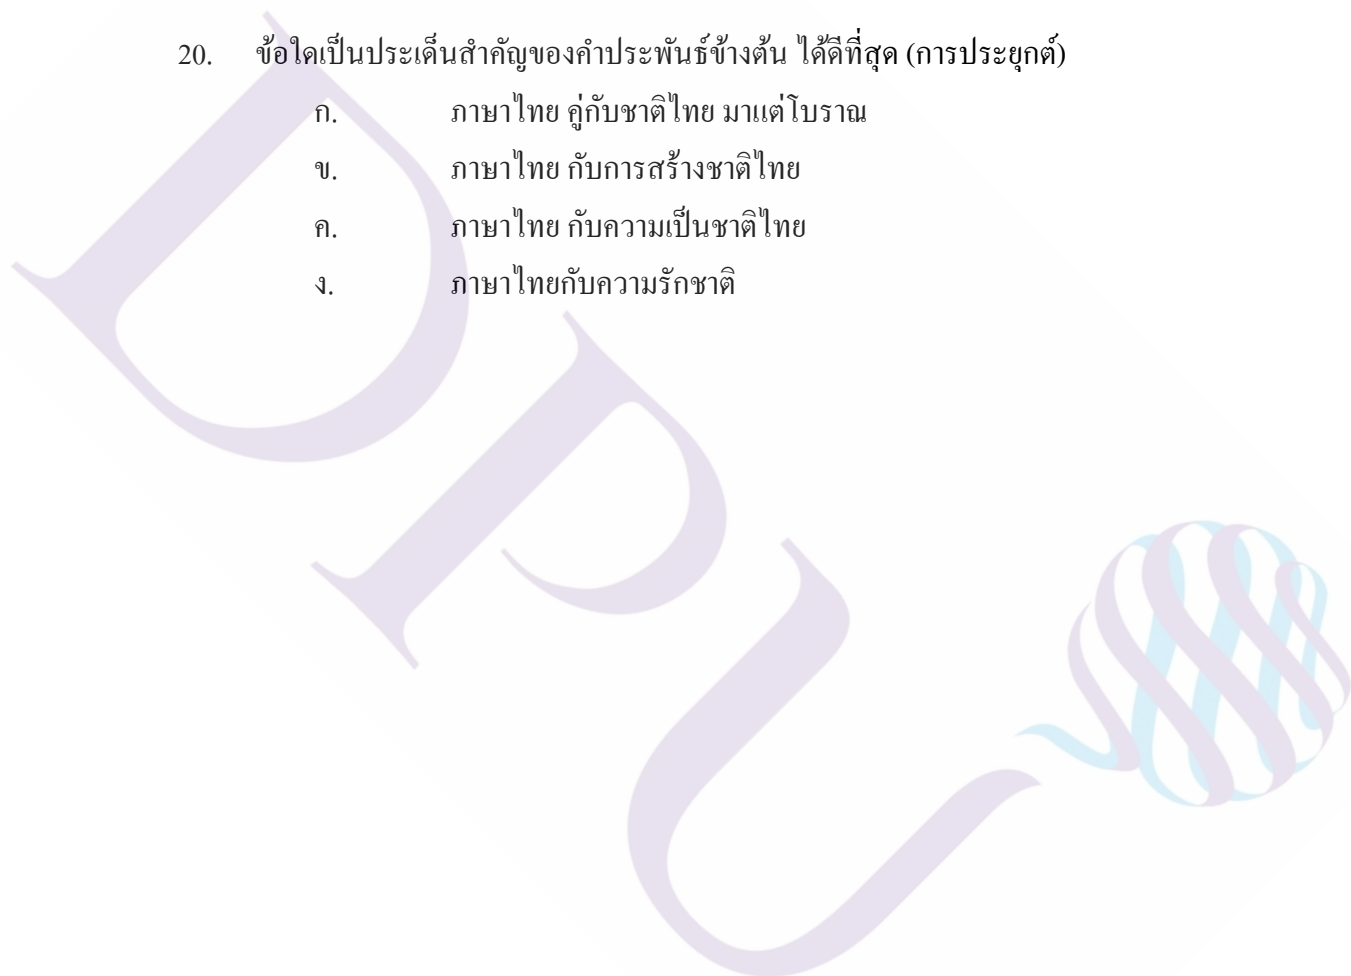 20. ข้อใดเป็นประเด็นสำคัญของคำประพันธ์ข้างต้น ได้ดีที่สุด (การประยุกต์)
ก. ภาษาไทย คู่กับชาติไทย มาแต่โบราณ
ข. ภาษาไทย กับการสร้างชาติไทย
ค. ภาษาไทย กับความเป็นชาติไทย
ง. ภาษาไทยกับความรักชาติ
DPU